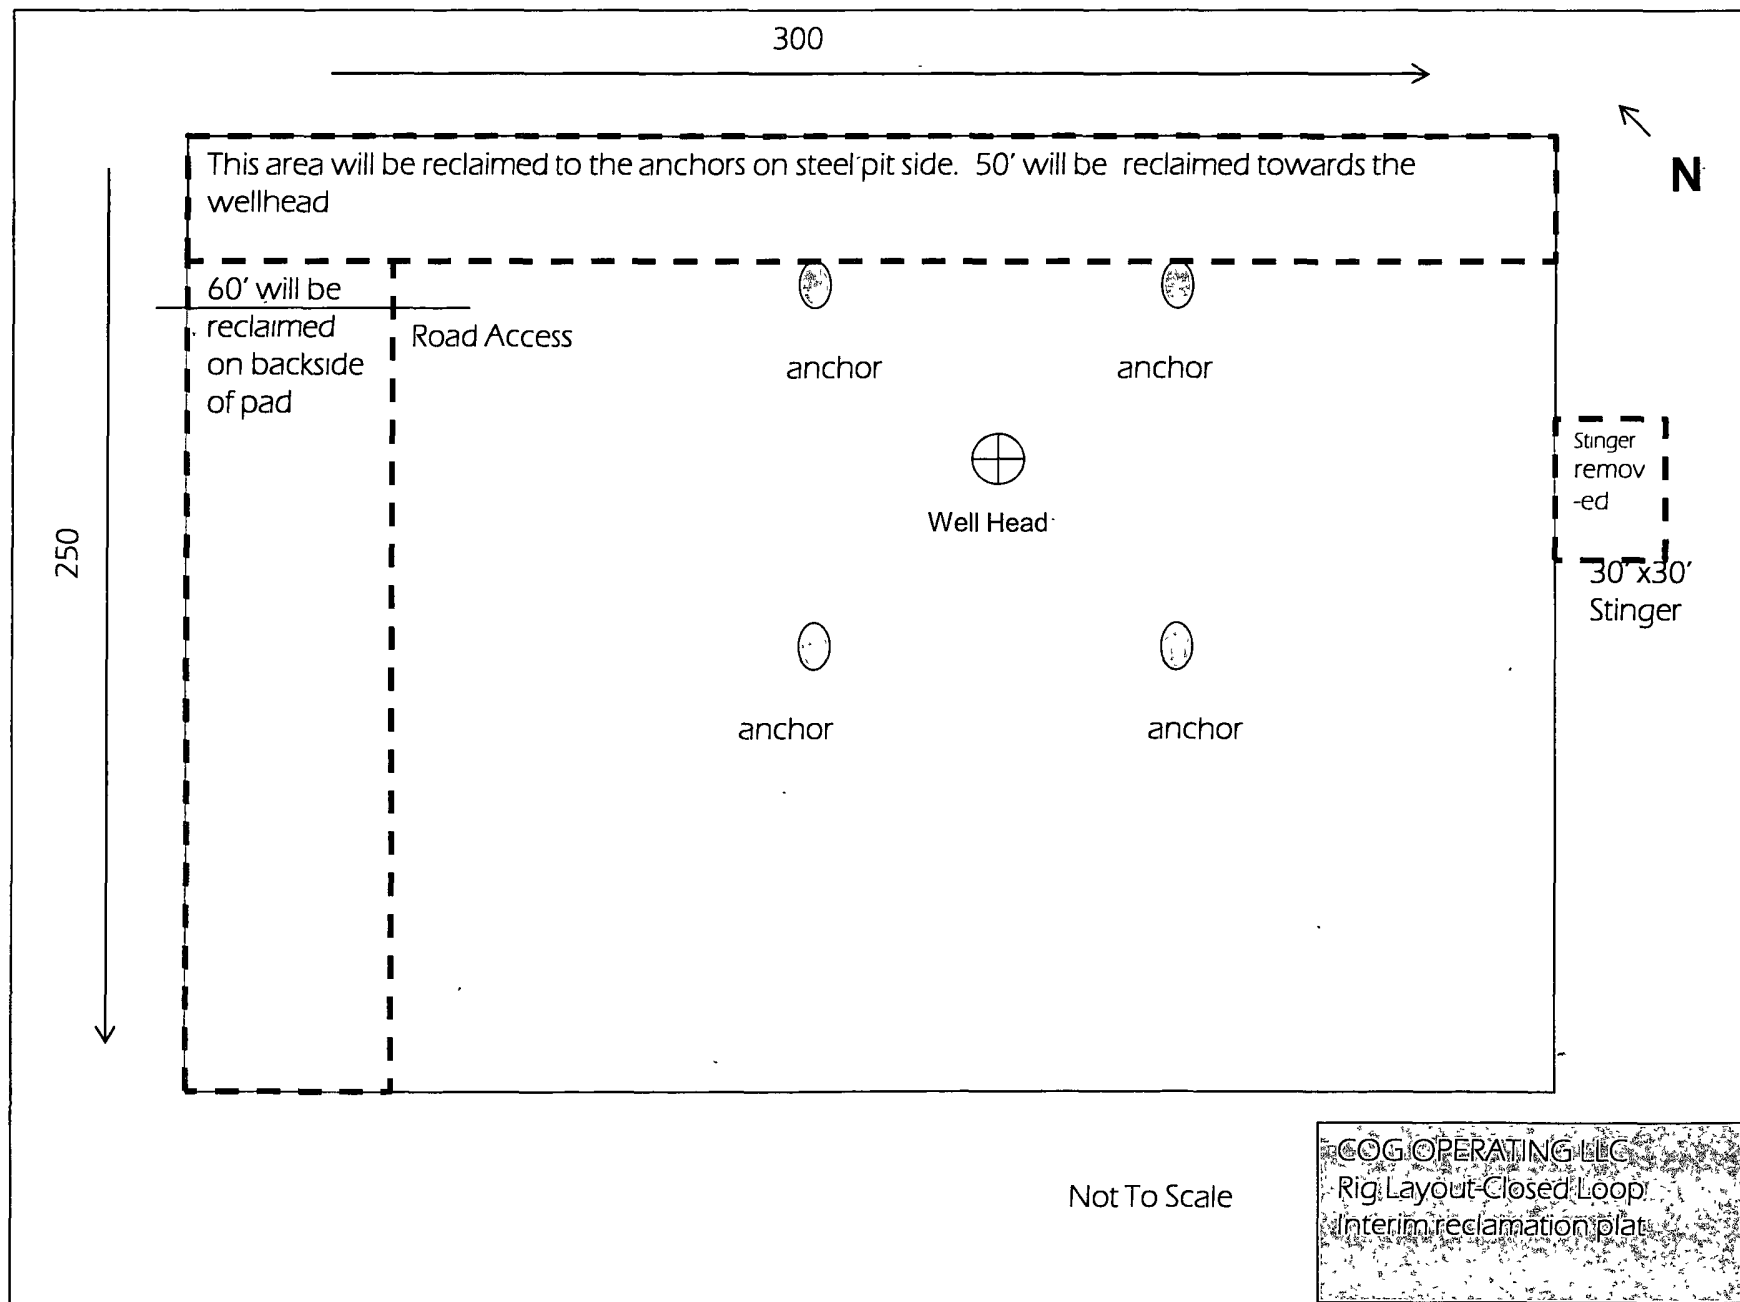 300
This area will be reclaimed to the anchors on steel pit side. 50' will be reclaimed towards the
wellhead
N
60' will be
reclaimed
on backside
of pad
Road Access
anchor
anchor
Stinger
remov
-ed
Well Head
250
30' x30'
Stinger
anchor
anchor
Not To Scale
COG OPERATING LLC
Rig Layout-Closed Loop
Interim reclamation plat